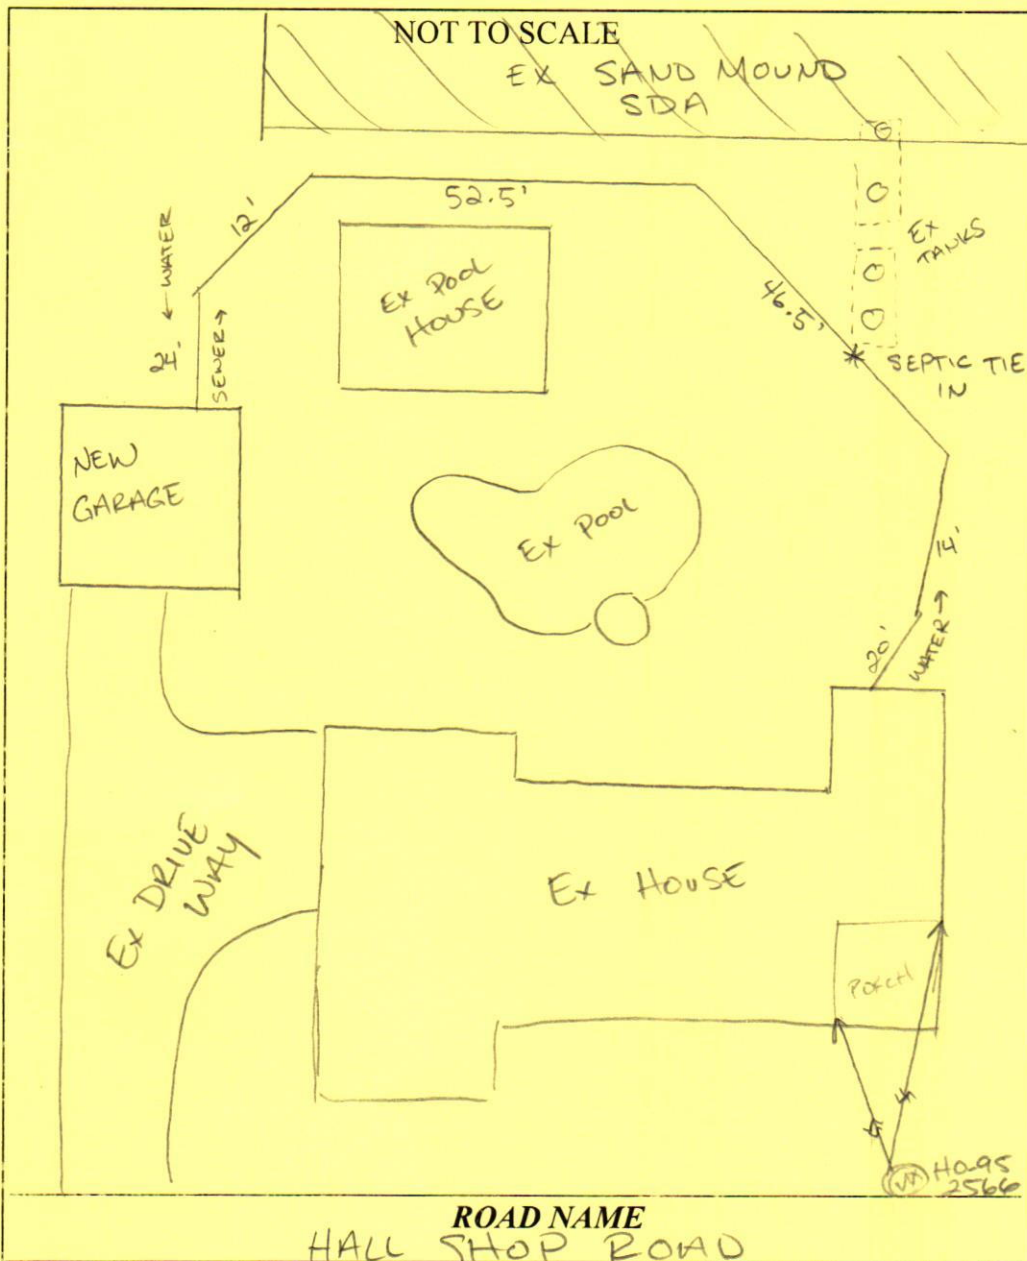 NOT TO SCALE
EX SAND MOUND
SDA
52.5'
12'
← WATER
24'
SEWER →
EX POOL
HOUSE
EX
TANKS
46.5'
SEPTIC TIE
IN
NEW
GARAGE
EX POOL
14'
20'
WATER →
EX DRIVE
WAY
EX HOUSE
PORCH
HO-95
2566
ROAD NAME
HALL SHOP ROAD